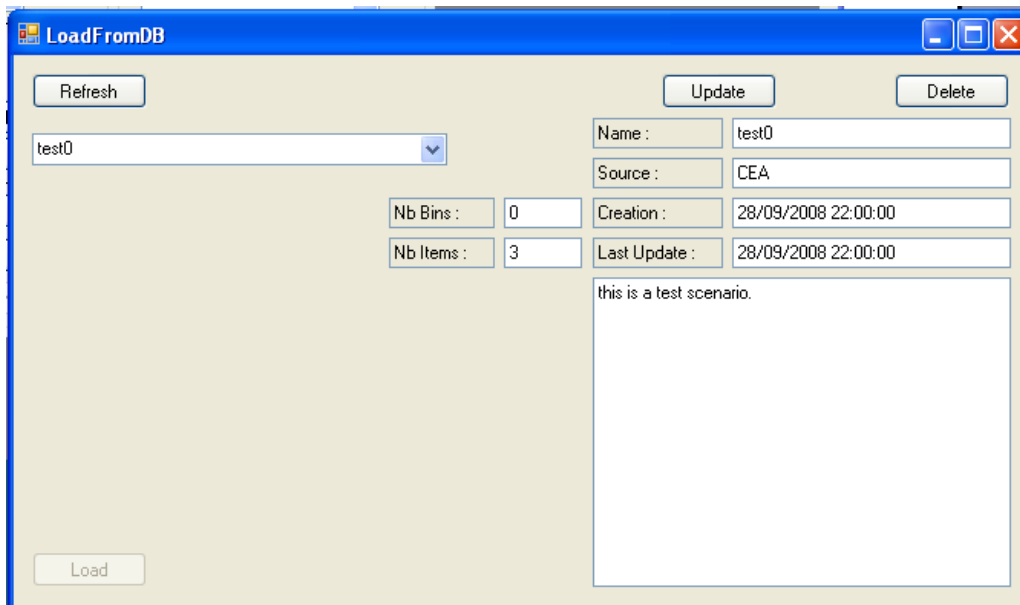 LoadFromDB
Refresh
Update
Delete
test0
Name :
test0
Source :
CEA
Nb Bins :
0
Creation :
28/09/2008 22:00:00
Nb Items :
3
Last Update :
28/09/2008 22:00:00
this is a test scenario.
Load